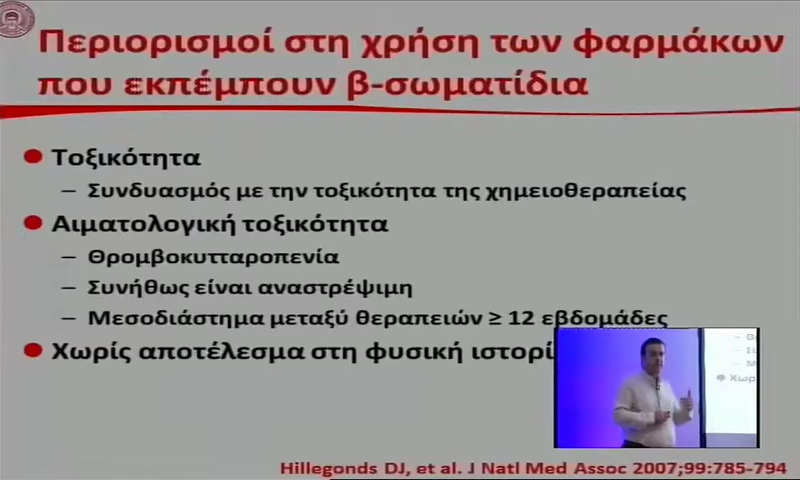 Περιορισμοί στη χρήση των φαρμάκων
που εκπέμπουν β-σωματίδια
Τοξικότητα
– Συνδυασμός με την τοξικότητα της χημειοθεραπείας
Αιματολογική τοξικότητα
– Θρομβοκυτταροπενία
– Συνήθως είναι αναστρέψιμη
– Μεσοδιάστημα μεταξύ θεραπειών ≥ 12 εβδομάδες
Χωρίς αποτέλεσμα στη φυσική
Hillegonds DJ, et al. J Natl Med Assoc 2007;99:785-794